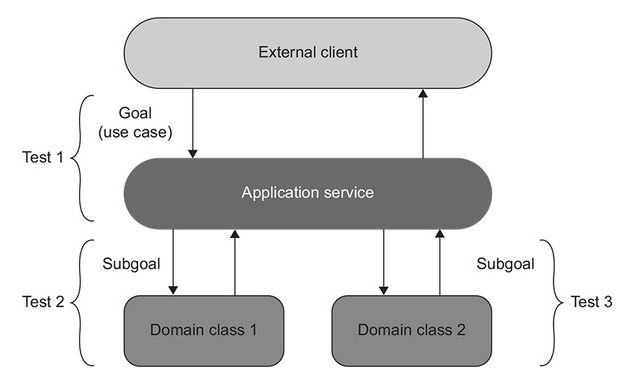 External client
Goal
(use case)
Test 1
Application service
Subgoal
Subgoal
Test 2
Domain class 1
Domain class 2
Test 3